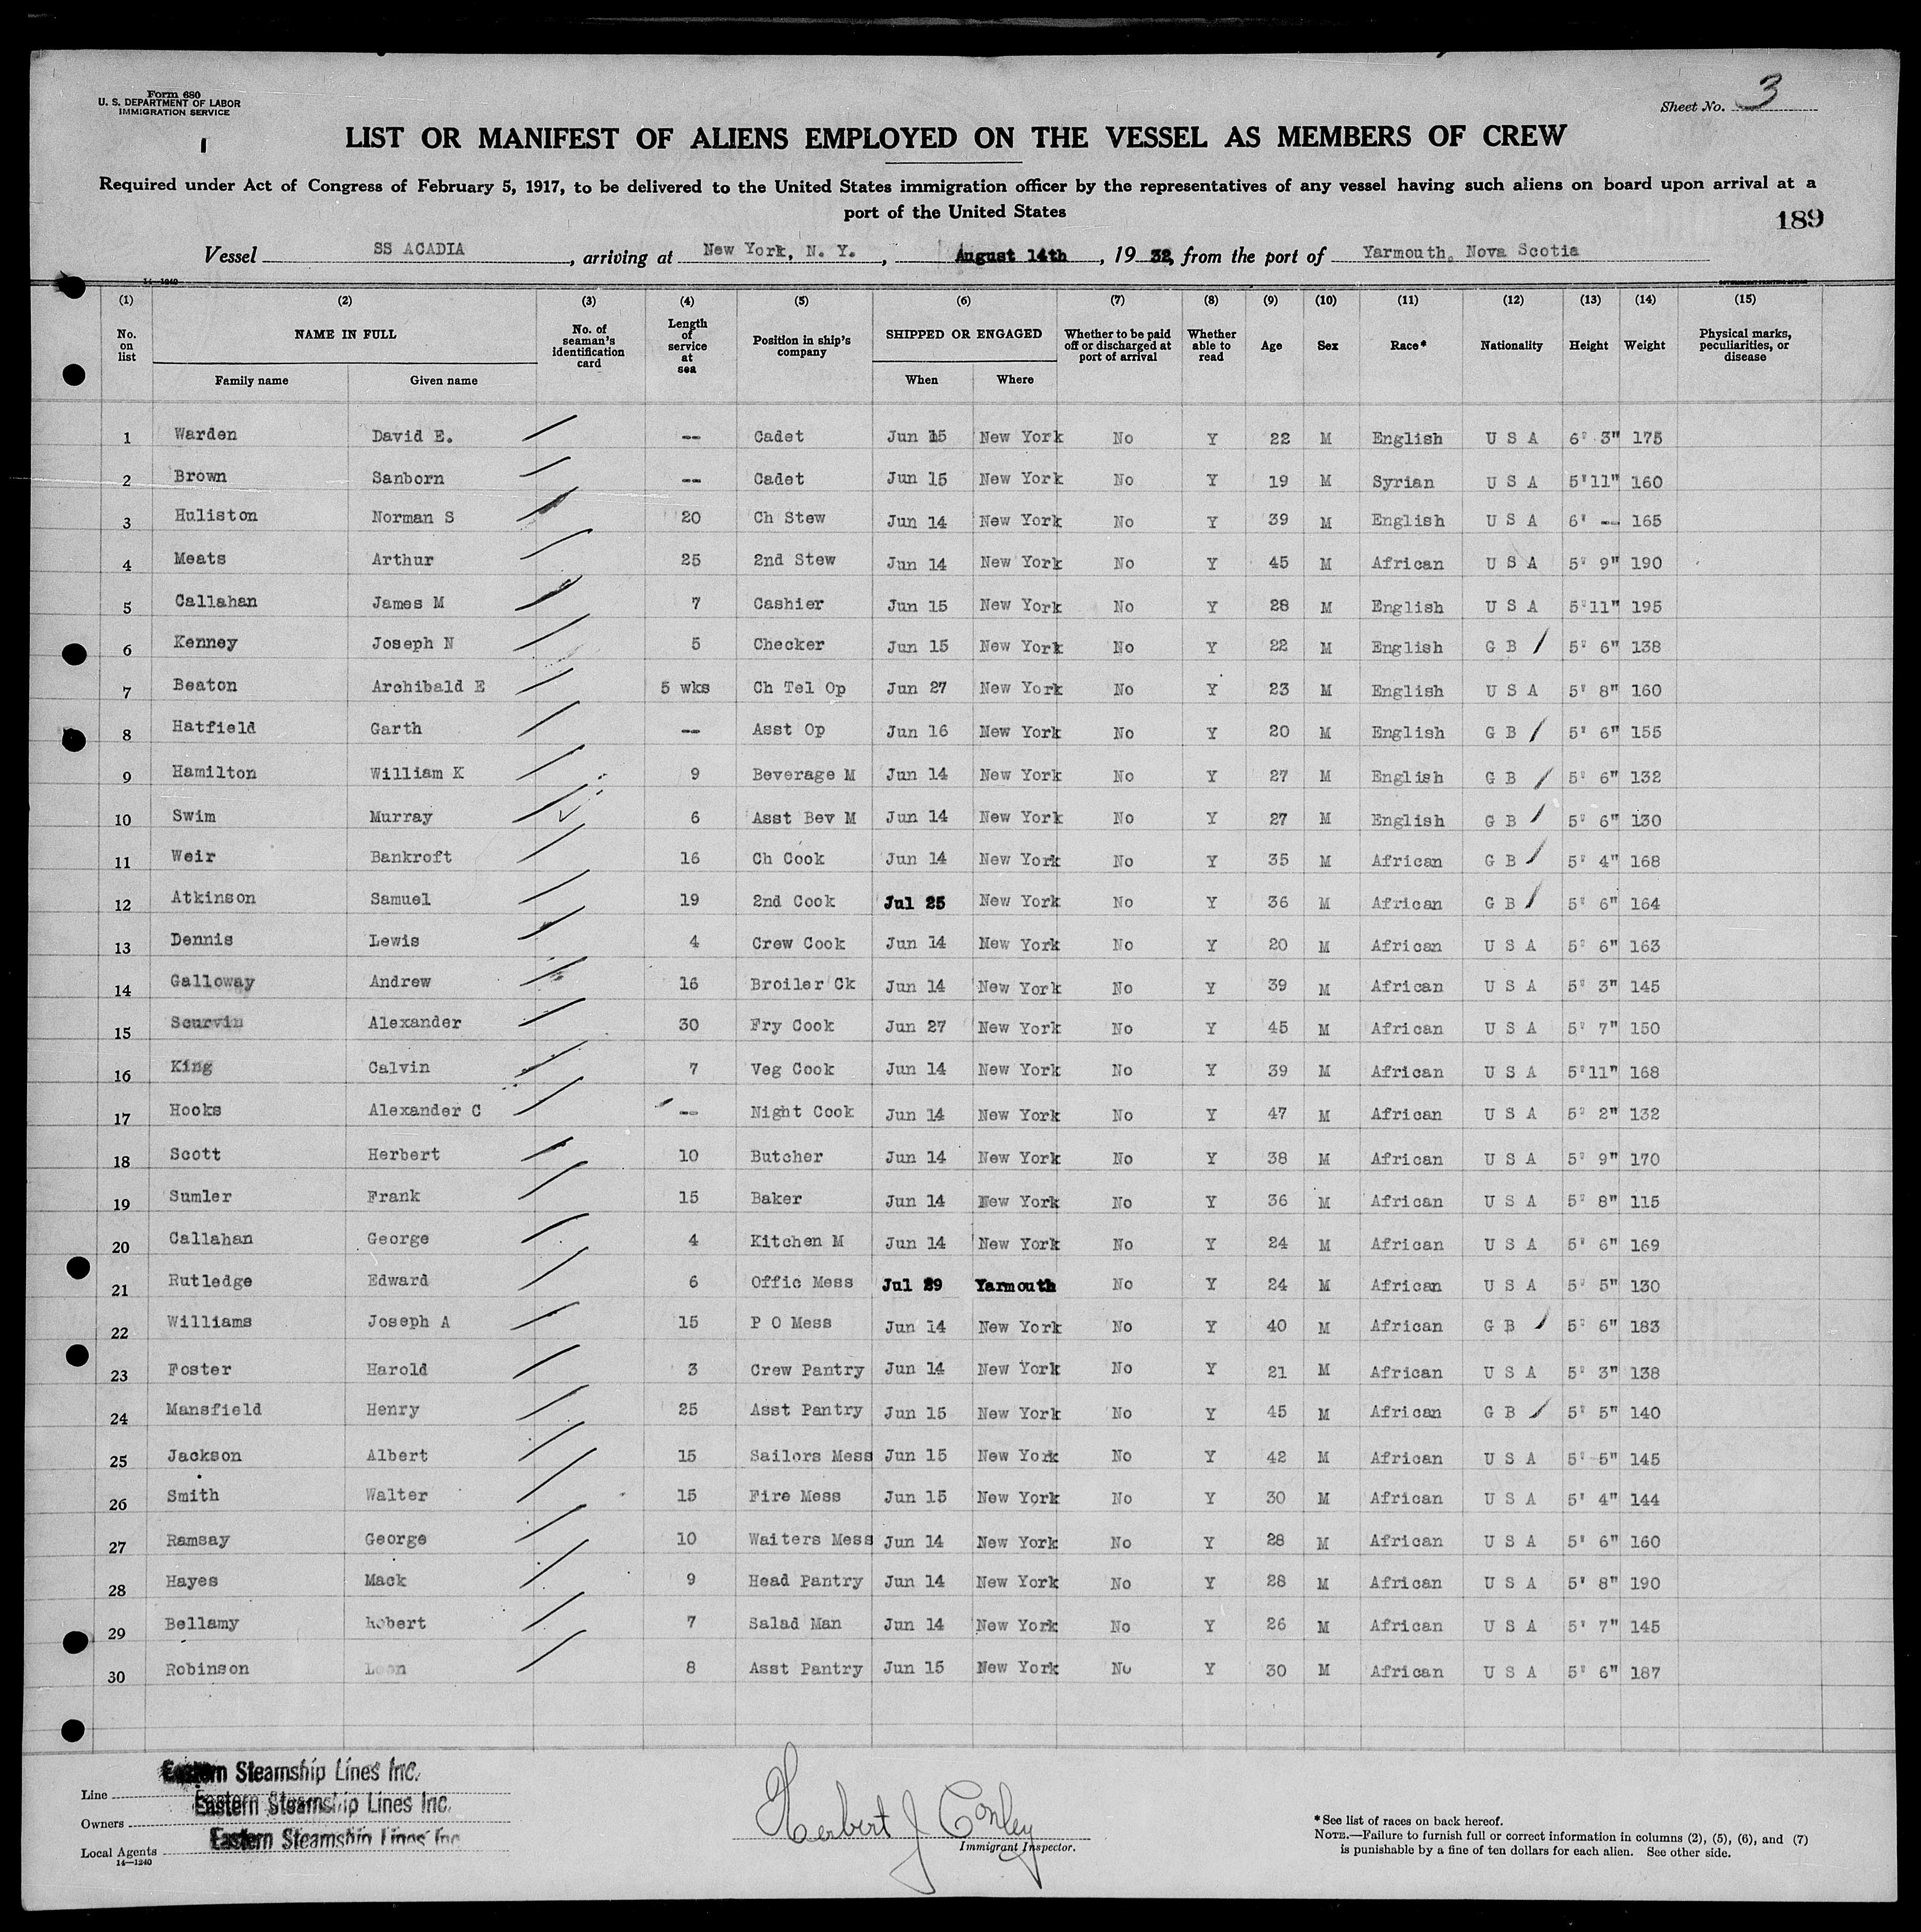 Form 680
U. S. DEPARTMENT OF LABOR
IMMIGRATION SERVICE
Sheet No. 3
LIST OR MANIFEST OF ALIENS EMPLOYED ON THE VESSEL AS MEMBERS OF CREW
Required under Act of Congress of February 5, 1917, to be delivered to the United States immigration officer by the representatives of any vessel having such aliens on board upon arrival at a
port of the United States
189
Vessel SS ACADIA, arriving at New York, N. Y., August 14th, 1932, from the port of Yarmouth, Nova Scotia
14—1240
(1) (2) (3) (4) (5) (6) (7) (8) (9) (10) (11) (12) (13) (14) (15)
No. on list NAME IN FULL Family name Given name No. of seaman's identification card Length of service at sea Position in ship's company SHIPPED OR ENGAGED When Where Whether to be paid off or discharged at port of arrival Whether able to read Age Sex Race* Nationality Height Weight Physical marks, peculiarities, or disease
1 Warden David E. -- Cadet Jun 15 New York No Y 22 M English U S A 6' 3" 175
2 Brown Sanborn -- Cadet Jun 15 New York No Y 19 M Syrian U S A 5'11" 160
3 Huliston Norman S 20 Ch Stew Jun 14 New York No Y 39 M English U S A 6' -- 165
4 Meats Arthur 25 2nd Stew Jun 14 New York No Y 45 M African U S A 5' 9" 190
5 Callahan James M 7 Cashier Jun 15 New York No Y 28 M English U S A 5'11" 195
6 Kenney Joseph N 5 Checker Jun 15 New York No Y 22 M English G B 5' 6" 138
7 Beaton Archibald E 5 wks Ch Tel Op Jun 27 New York No Y 23 M English U S A 5' 8" 160
8 Hatfield Garth -- Asst Op Jun 16 New York No Y 20 M English G B 5' 6" 155
9 Hamilton William K 9 Beverage M Jun 14 New York No Y 27 M English G B 5' 6" 132
10 Swim Murray 6 Asst Bev M Jun 14 New York No Y 27 M English G B 5' 6" 130
11 Weir Bankroft 16 Ch Cook Jun 14 New York No Y 35 M African G B 5' 4" 168
12 Atkinson Samuel 19 2nd Cook Jul 25 New York No Y 36 M African G B 5' 6" 164
13 Dennis Lewis 4 Crew Cook Jun 14 New York No Y 20 M African U S A 5' 6" 163
14 Galloway Andrew 16 Broiler Ck Jun 14 New York No Y 39 M African U S A 5' 3" 145
15 Scurvin Alexander 30 Fry Cook Jun 27 New York No Y 45 M African U S A 5' 7" 150
16 King Calvin 7 Veg Cook Jun 14 New York No Y 39 M African U S A 5'11" 168
17 Hooks Alexander C -- Night Cook Jun 14 New York No Y 47 M African U S A 5' 2" 132
18 Scott Herbert 10 Butcher Jun 14 New York No Y 38 M African U S A 5' 9" 170
19 Sumler Frank 15 Baker Jun 14 New York No Y 36 M African U S A 5' 8" 115
20 Callahan George 4 Kitchen M Jun 14 New York No Y 24 M African U S A 5' 6" 169
21 Rutledge Edward 6 Offic Mess Jul 29 Yarmouth No Y 24 M African U S A 5' 5" 130
22 Williams Joseph A 15 P O Mess Jun 14 New York No Y 40 M African G B 5' 6" 183
23 Foster Harold 3 Crew Pantry Jun 14 New York No Y 21 M African U S A 5' 3" 138
24 Mansfield Henry 25 Asst Pantry Jun 15 New York No Y 45 M African G B 5' 5" 140
25 Jackson Albert 15 Sailors Mess Jun 15 New York No Y 42 M African U S A 5' 5" 145
26 Smith Walter 15 Fire Mess Jun 15 New York No Y 30 M African U S A 5' 4" 144
27 Ramsay George 10 Waiters Mess Jun 14 New York No Y 28 M African U S A 5' 6" 160
28 Hayes Mack 9 Head Pantry Jun 14 New York No Y 28 M African U S A 5' 8" 190
29 Bellamy Robert 7 Salad Man Jun 14 New York No Y 26 M African U S A 5' 7" 145
30 Robinson Leon 8 Asst Pantry Jun 15 New York No Y 30 M African U S A 5' 6" 187
Line Eastern Steamship Lines Inc.
Owners Eastern Steamship Lines Inc.
Local Agents Eastern Steamship Lines Inc
14—1240
Herbert J Conley
Immigrant Inspector.
*See list of races on back hereof.
NOTE.—Failure to furnish full or correct information in columns (2), (5), (6), and (7)
is punishable by a fine of ten dollars for each alien. See other side.